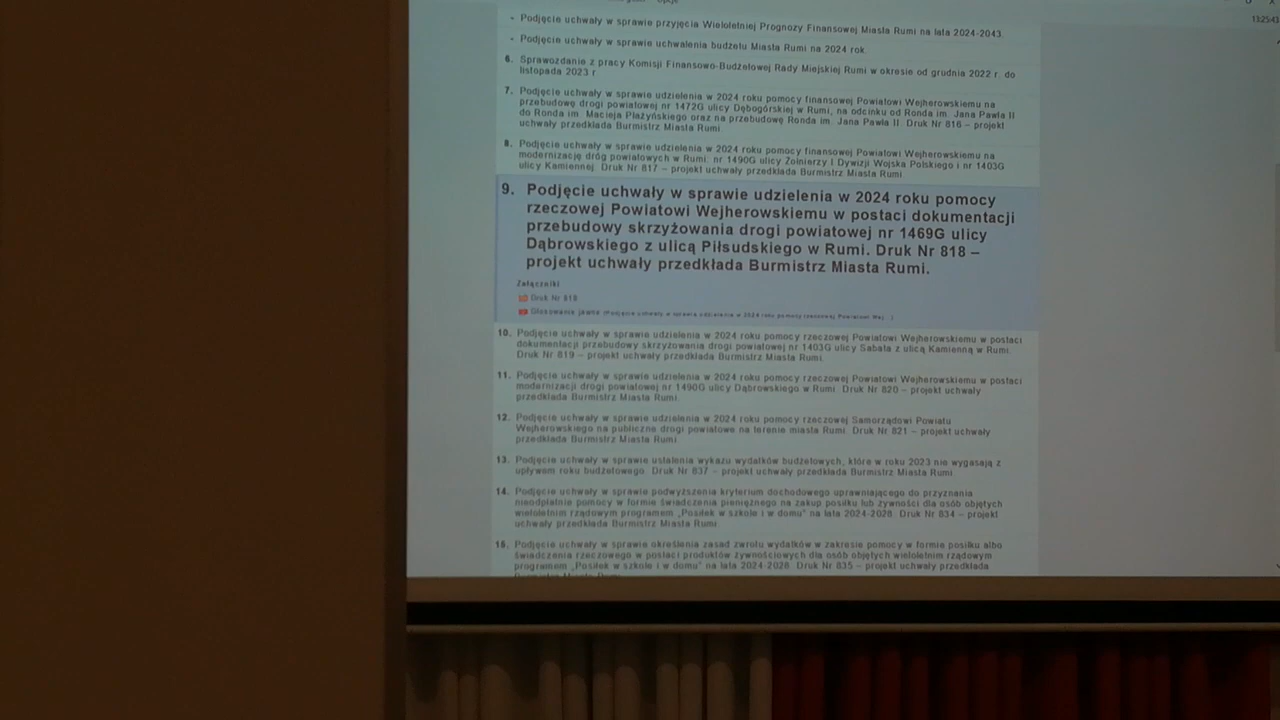 - Podjęcie uchwały w sprawie przyjęcia Wieloletniej Prognozy Finansowej Miasta Rumi na lata 2024-2043.
- Podjęcie uchwały w sprawie uchwalenia budżetu Miasta Rumi na 2024 rok.
6. Sprawozdanie z pracy Komisji Finansowo-Budżetowej Rady Miejskiej Rumi w okresie od grudnia 2022 r. do
listopada 2023 r.
7. Podjęcie uchwały w sprawie udzielenia w 2024 roku pomocy finansowej Powiatowi Wejherowskiemu na
przebudowę drogi powiatowej nr 1472G ulicy Dębogórskiej w Rumi, na odcinku od Ronda im. Jana Pawła II
do Ronda im. Macieja Płażyńskiego oraz na przebudowę Ronda im. Jana Pawła II. Druk Nr 816 – projekt
uchwały przedkłada Burmistrz Miasta Rumi.
8. Podjęcie uchwały w sprawie udzielenia w 2024 roku pomocy finansowej Powiatowi Wejherowskiemu na
modernizację dróg powiatowych w Rumi: nr 1490G ulicy Żołnierzy I Dywizji Wojska Polskiego i nr 1403G
ulicy Kamiennej. Druk Nr 817 – projekt uchwały przedkłada Burmistrz Miasta Rumi.
9. Podjęcie uchwały w sprawie udzielenia w 2024 roku pomocy
rzeczowej Powiatowi Wejherowskiemu w postaci dokumentacji
przebudowy skrzyżowania drogi powiatowej nr 1469G ulicy
Dąbrowskiego z ulicą Piłsudskiego w Rumi. Druk Nr 818 –
projekt uchwały przedkłada Burmistrz Miasta Rumi.
Załączniki
Druk Nr 818
Głosowanie jawne (Podjęcie uchwały w sprawie udzielenia w 2024 roku pomocy rzeczowej Powiatowi Wej...)
10. Podjęcie uchwały w sprawie udzielenia w 2024 roku pomocy rzeczowej Powiatowi Wejherowskiemu w postaci
dokumentacji przebudowy skrzyżowania drogi powiatowej nr 1403G ulicy Sabata z ulicą Kamienną w Rumi.
Druk Nr 819 – projekt uchwały przedkłada Burmistrz Miasta Rumi.
11. Podjęcie uchwały w sprawie udzielenia w 2024 roku pomocy rzeczowej Powiatowi Wejherowskiemu w postaci
modernizacji drogi powiatowej nr 1490G ulicy Dąbrowskiego w Rumi. Druk Nr 820 – projekt uchwały
przedkłada Burmistrz Miasta Rumi.
12. Podjęcie uchwały w sprawie udzielenia w 2024 roku pomocy rzeczowej Samorządowi Powiatu
Wejherowskiego na publiczne drogi powiatowe na terenie miasta Rumi. Druk Nr 821 – projekt uchwały
przedkłada Burmistrz Miasta Rumi.
13. Podjęcie uchwały w sprawie ustalenia wykazu wydatków budżetowych, które w roku 2023 nie wygasają z
upływem roku budżetowego. Druk Nr 837 – projekt uchwały przedkłada Burmistrz Miasta Rumi.
14. Podjęcie uchwały w sprawie podwyższenia kryterium dochodowego uprawniającego do przyznania
nieodpłatnie pomocy w formie świadczenia pieniężnego na zakup posiłku lub żywności dla osób objętych
wieloletnim rządowym programem „Posiłek w szkole i w domu" na lata 2024-2028. Druk Nr 834 – projekt
uchwały przedkłada Burmistrz Miasta Rumi.
15. Podjęcie uchwały w sprawie określenia zasad zwrotu wydatków w zakresie pomocy w formie posiłku albo
świadczenia rzeczowego w postaci produktów żywnościowych dla osób objętych wieloletnim rządowym
programem „Posiłek w szkole i w domu" na lata 2024-2028. Druk Nr 835 – projekt uchwały przedkłada